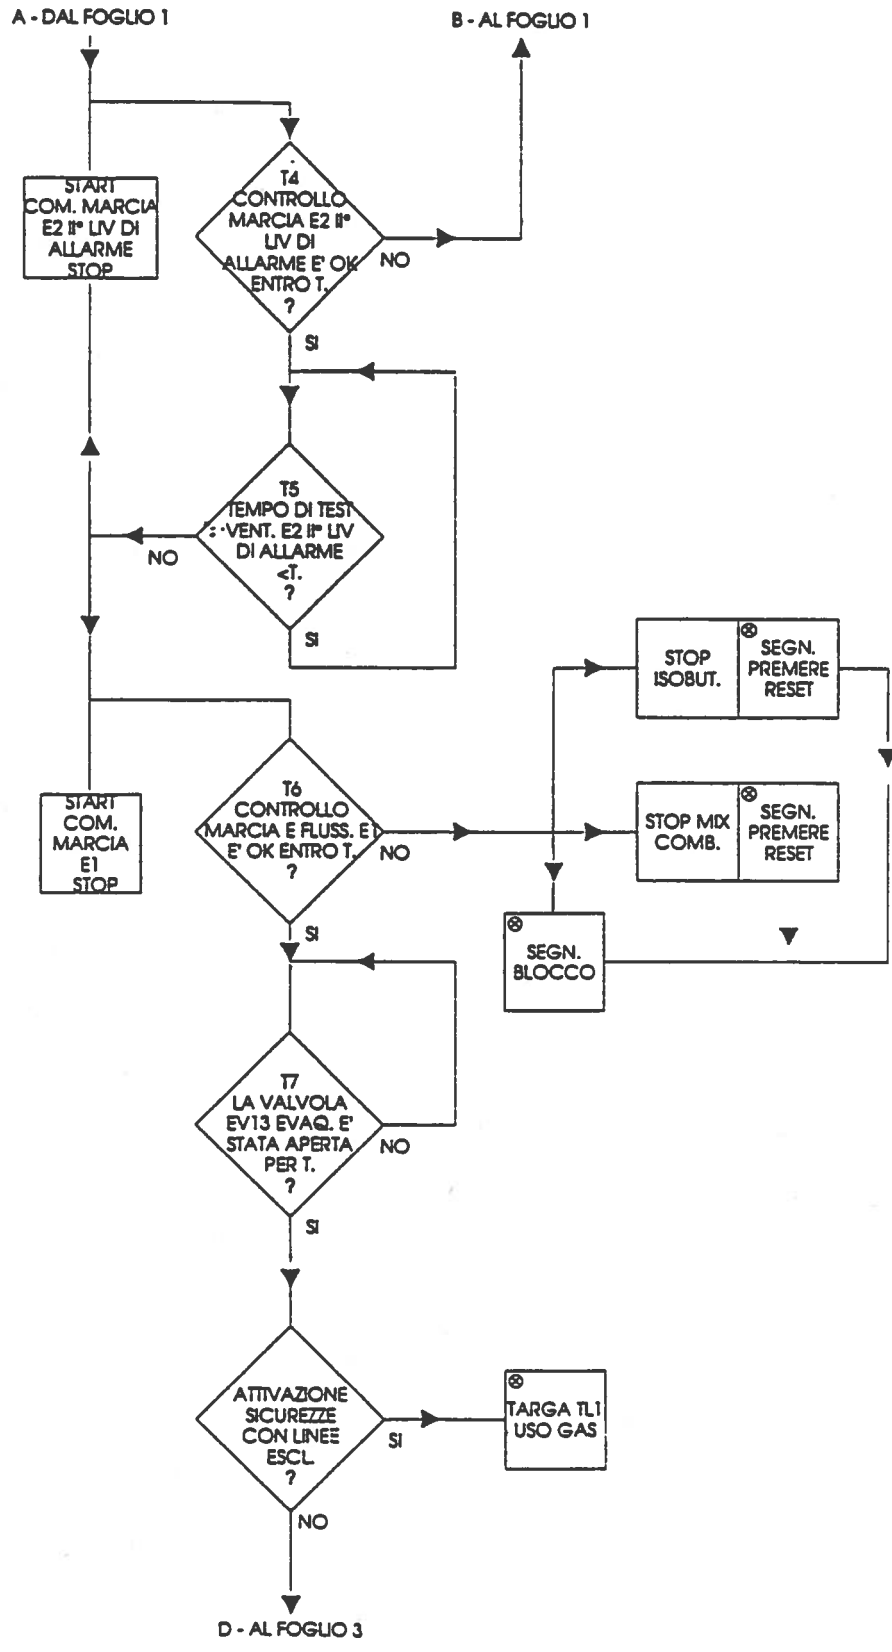 A - DAL FOGLIO 1
B - AL FOGLIO 1
START
COM. MARCIA
E2 II° LIV DI
ALLARME
STOP
T4
CONTROLLO
MARCIA E2 II°
LIV DI
ALLARME E' OK
ENTRO T.
?
NO
SI
T5
TEMPO DI TEST
VENT. E2 II° LIV
DI ALLARME
<T.
?
NO
SI
STOP
ISOBUT.
SEGN.
PREMERE
RESET
START
COM.
MARCIA
E1
STOP
T6
CONTROLLO
MARCIA E FLUSS. E1
E' OK ENTRO T.
?
NO
SI
STOP MIX
COMB.
SEGN.
PREMERE
RESET
SEGN.
BLOCCO
T7
LA VALVOLA
EV13 EVAQ. E'
STATA APERTA
PER T.
?
NO
SI
ATTIVAZIONE
SICUREZZE
CON LINEE
ESCL.
?
SI
NO
TARGA TL1
USO GAS
D - AL FOGLIO 3